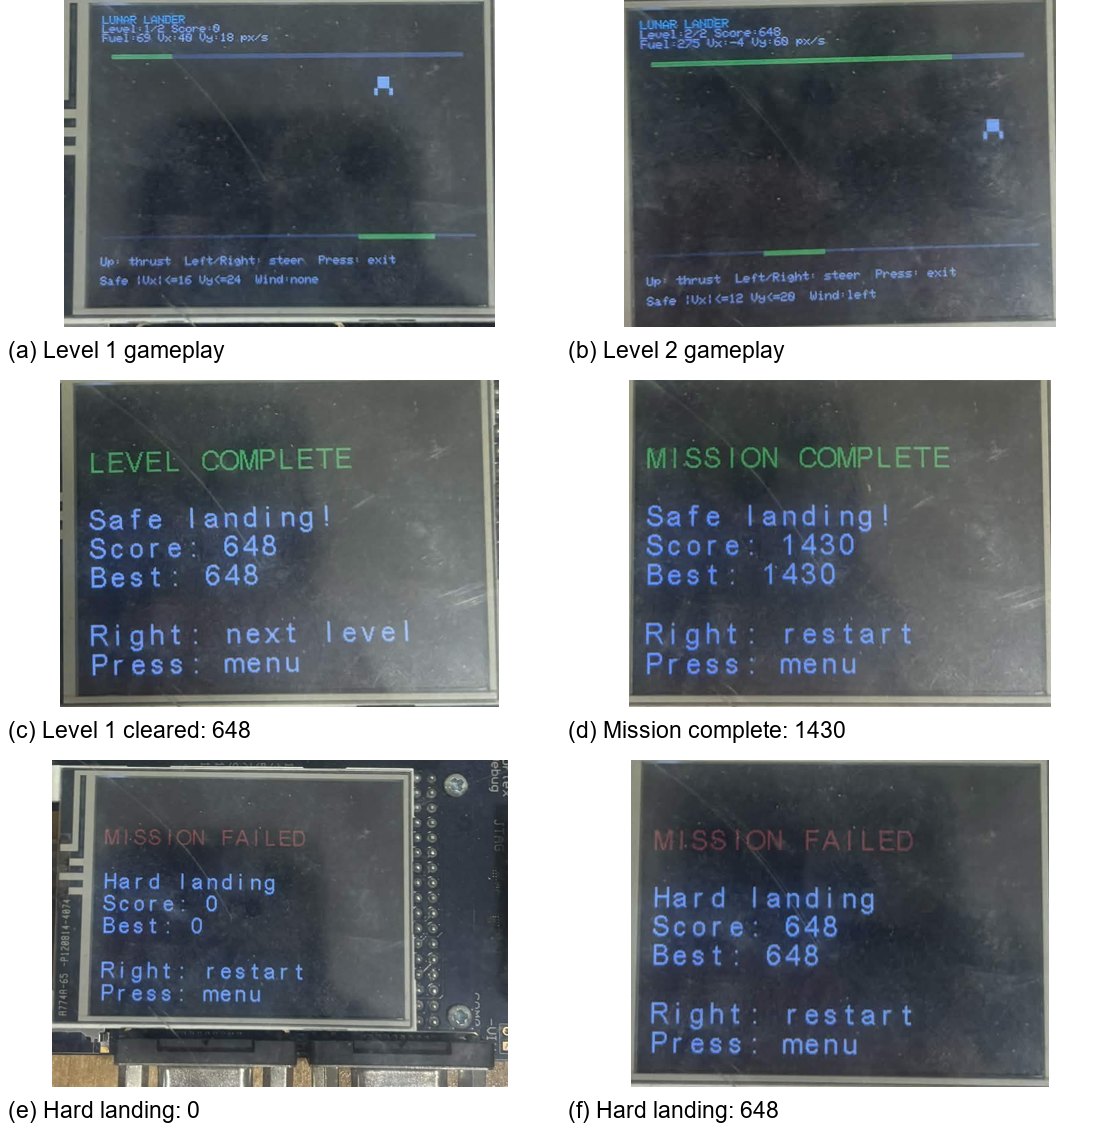 LUNAR LANDER
Level:1/2 Score:0
Fuel:69 Vx:40 Vy:18 px/s
Up: thrust Left/Right: steer Press: exit
Safe |Vx|<=16 Vy<=24 Wind:none
(a) Level 1 gameplay
LUNAR LANDER
Level:2/2 Score:648
Fuel:275 Vx:-4 Vy:60 px/s
Up: thrust Left/Right: steer Press: exit
Safe |Vx|<=12 Vy<=20 Wind:left
(b) Level 2 gameplay
LEVEL COMPLETE
Safe landing!
Score: 648
Best: 648
Right: next level
Press: menu
(c) Level 1 cleared: 648
MISSION COMPLETE
Safe landing!
Score: 1430
Best: 1430
Right: restart
Press: menu
(d) Mission complete: 1430
MISSION FAILED
Hard landing
Score: 0
Best: 0
Right: restart
Press: menu
A774A-65 -P120814-4074
JTAG
(e) Hard landing: 0
MISSION FAILED
Hard landing
Score: 648
Best: 648
Right: restart
Press: menu
(f) Hard landing: 648